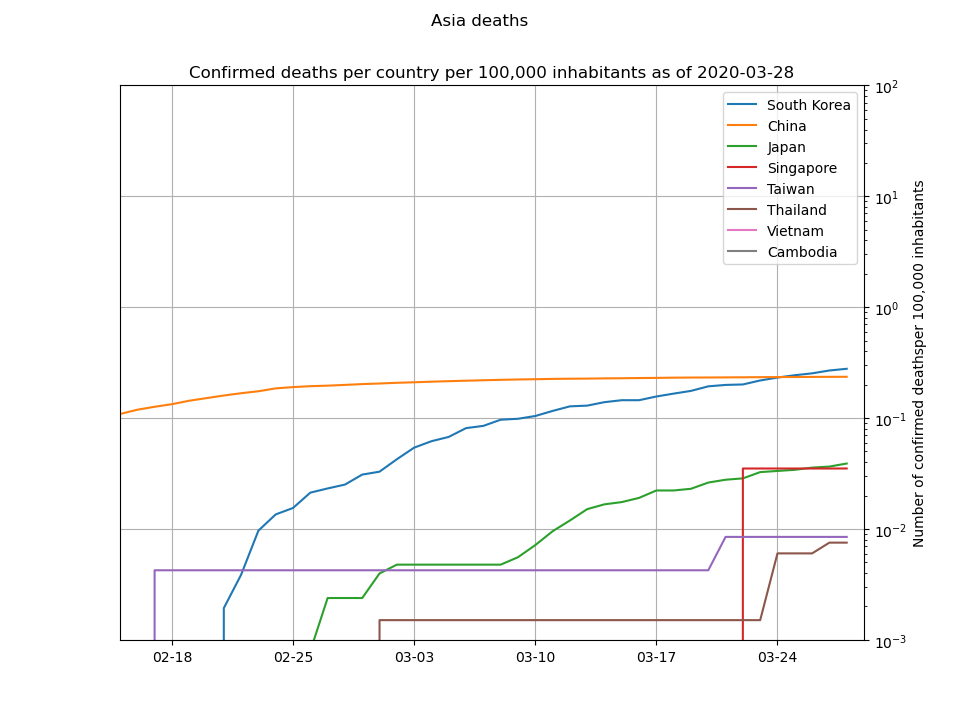 Asia deaths
Confirmed deaths per country per 100,000 inhabitants as of 2020-03-28
South Korea
China
Japan
Singapore
Taiwan
Thailand
Vietnam
Cambodia
10²
10¹
10⁰
10⁻¹
10⁻²
10⁻³
Number of confirmed deathsper 100,000 inhabitants
02-18 02-25 03-03 03-10 03-17 03-24